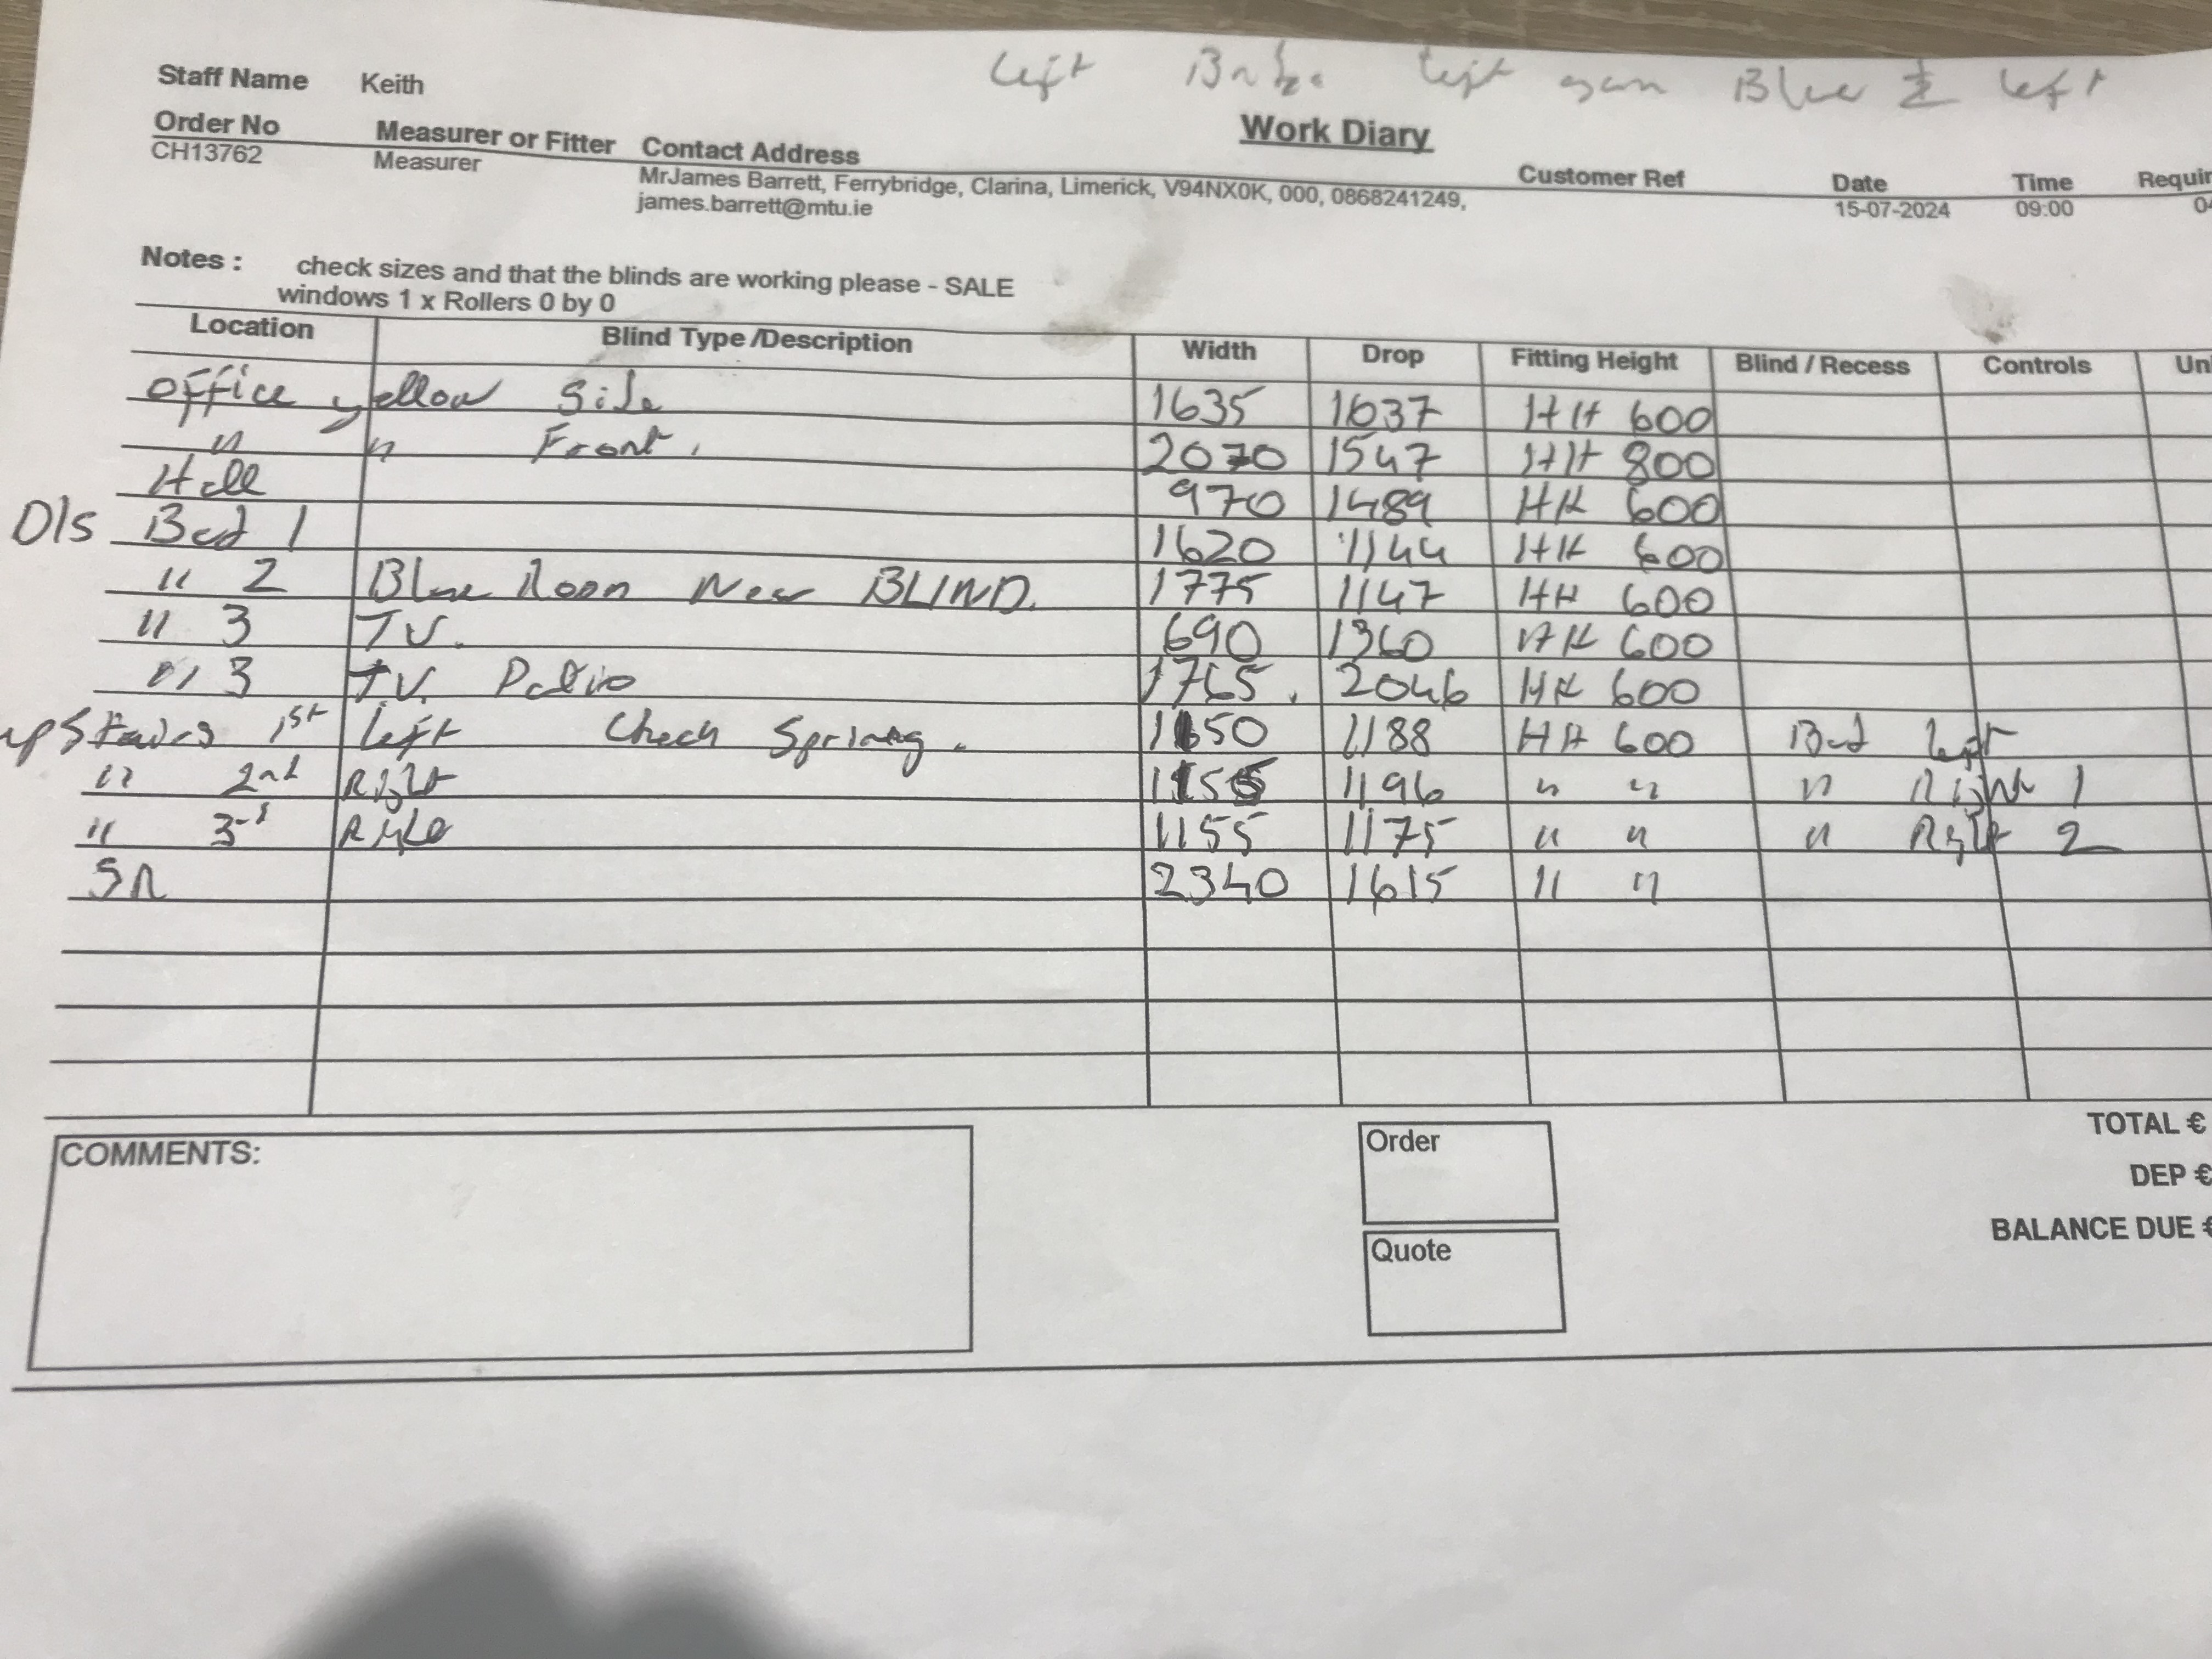 left left Blue left
Staff Name Keith
Work Diary
Order No Measurer or Fitter Contact Address Customer Ref Date Time Requir
CH13762 Measurer MrJames Barrett, Ferrybridge, Clarina, Limerick, V94NX0K, 000, 0868241249, 15-07-2024 09:00 04
james.barrett@mtu.ie
Notes : check sizes and that the blinds are working please - SALE
windows 1 x Rollers 0 by 0
Location Blind Type /Description Width Drop Fitting Height Blind / Recess Controls Uni
office yellow Side 1635 1637 HH 600
" " Front. 2070 1547 HH 800
Hall 970 1489 HH 600
D/s Bed 1 1620 1144 HH 600
" 2 Blue Room New BLIND. 1775 1147 HH 600
" 3 T.V. 690 1360 HH 600
" 3 T.V. Patio 1765. 2046 HH 600
upStairs 1st left Check Spring. 1150 1188 HH 600 Bed left
" 2nd Right 1155 1196 " " " Right 1
" 3rd Right 1155 1175 " " " Right 2
SR 2340 1615 " "
COMMENTS:
Order
Quote
TOTAL €
DEP €
BALANCE DUE €